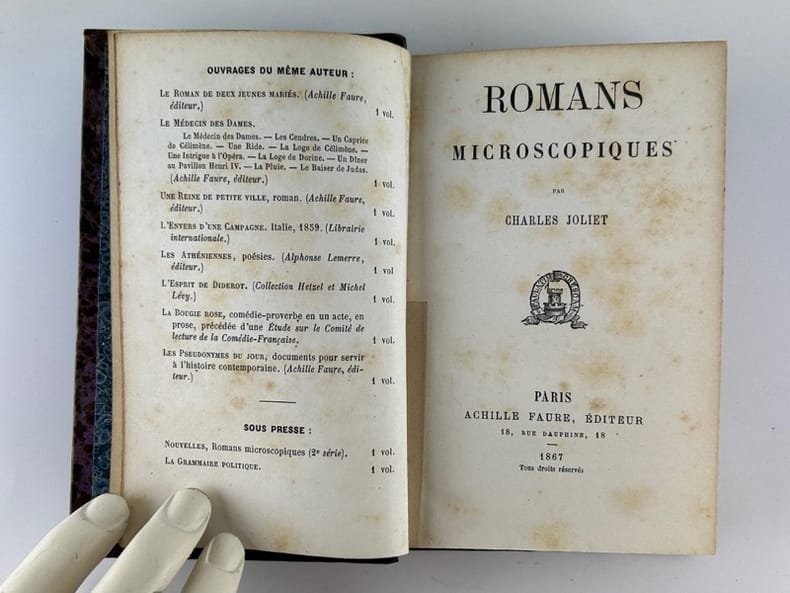 OUVRAGES DU MÊME AUTEUR :
LE ROMAN DE DEUX JEUNES MARIÉS. (Achille Faure,
éditeur.) 1 vol.
LE MÉDECIN DES DAMES.
Le Médecin des Dames. — Les Cendres. — Un Caprice
de Célimène. — Une Ride. — La Loge de Célimène. —
Une Intrigue à l'Opéra. — La Loge de Dorine. — Un Dîner
au Pavillon Henri IV. — La Pluie. — Le Baiser de Judas.
(Achille Faure, éditeur.) 1 vol.
UNE REINE DE PETITE VILLE, roman. (Achille Faure,
éditeur.) 1 vol.
L'ENVERS D'UNE CAMPAGNE. Italie, 1859. (Librairie
internationale.) 1 vol.
LES ATHÉNIENNES, poésies. (Alphonse Lemerre,
éditeur.) 1 vol
L'ESPRIT DE DIDEROT. (Collection Hetzel et Michel
Lévy.) 1 vol.
LA BOUGIE ROSE, comédie-proverbe en un acte, en
prose, précédée d'une Étude sur le Comité de
lecture de la Comédie-Française. 1 vol.
LES PSEUDONYMES DU JOUR, documents pour servir
à l'histoire contemporaine. (Achille Faure, édi-
teur.) 1 vol.
SOUS PRESSE :
NOUVELLES, Romans microscopiques (2e série). 1 vol.
LA GRAMMAIRE POLITIQUE. 1 vol.
ROMANS
MICROSCOPIQUES
PAR
CHARLES JOLIET
PARIS
ACHILLE FAURE, ÉDITEUR
18, RUE DAUPHINE, 18
1867
Tous droits réservés